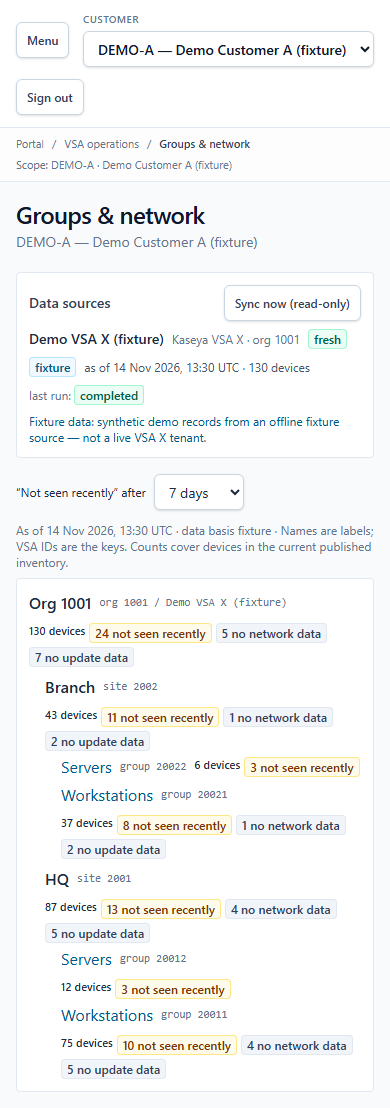 CUSTOMER
Menu
DEMO-A — Demo Customer A (fixture)
Sign out
Portal / VSA operations / Groups & network
Scope: DEMO-A · Demo Customer A (fixture)
Groups & network
DEMO-A — Demo Customer A (fixture)
Data sources
Sync now (read-only)
Demo VSA X (fixture) Kaseya VSA X · org 1001 fresh
fixture as of 14 Nov 2026, 13:30 UTC · 130 devices
last run: completed
Fixture data: synthetic demo records from an offline fixture
source — not a live VSA X tenant.
“Not seen recently” after 7 days
As of 14 Nov 2026, 13:30 UTC · data basis fixture · Names are labels;
VSA IDs are the keys. Counts cover devices in the current published
inventory.
Org 1001 org 1001 / Demo VSA X (fixture)
130 devices 24 not seen recently 5 no network data
7 no update data
Branch site 2002
43 devices 11 not seen recently 1 no network data
2 no update data
Servers group 20022 6 devices 3 not seen recently
Workstations group 20021
37 devices 8 not seen recently 1 no network data
2 no update data
HQ site 2001
87 devices 13 not seen recently 4 no network data
5 no update data
Servers group 20012
12 devices 3 not seen recently
Workstations group 20011
75 devices 10 not seen recently 4 no network data
5 no update data